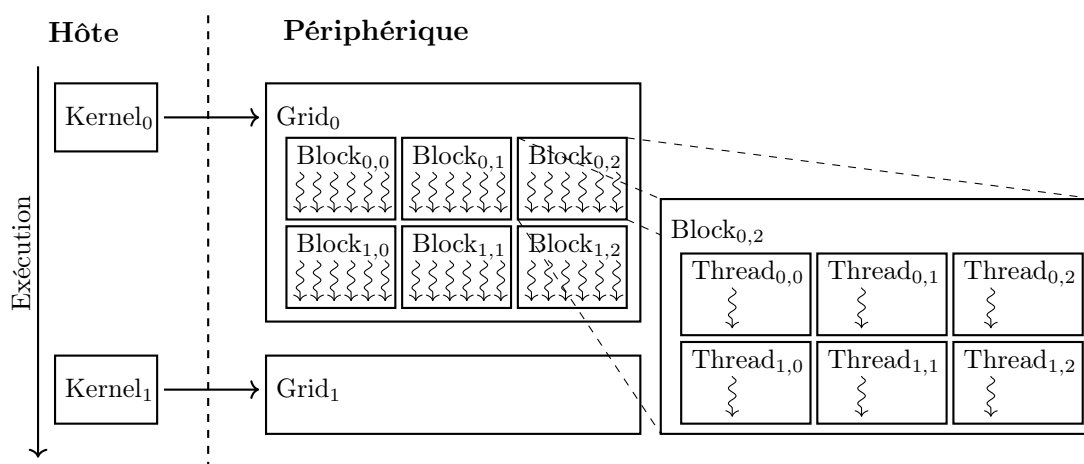 Hôte
Périphérique
Exécution
Kernel₀
Grid₀
Block₀,₀ Block₀,₁ Block₀,₂
Block₁,₀ Block₁,₁ Block₁,₂
Block₀,₂
Thread₀,₀ Thread₀,₁ Thread₀,₂
Thread₁,₀ Thread₁,₁ Thread₁,₂
Kernel₁
Grid₁